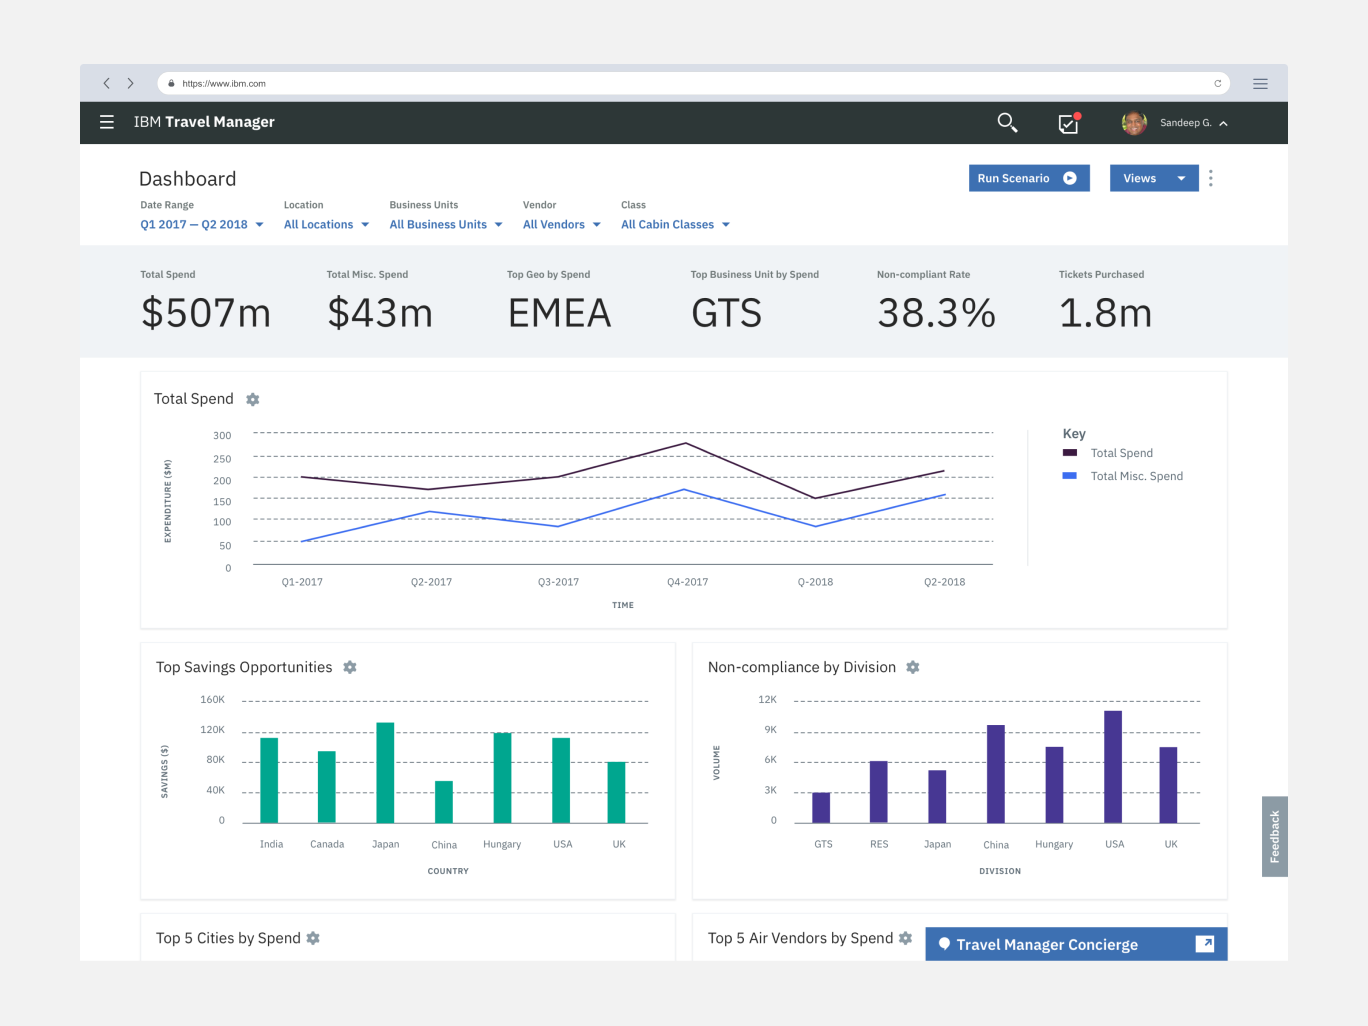 https://www.ibm.com
IBM Travel Manager
Sandeep G.
Dashboard
Run Scenario
Views
Date Range
Location
Business Units
Vendor
Class
Q1 2017 — Q2 2018
All Locations
All Business Units
All Vendors
All Cabin Classes
Total Spend
Total Misc. Spend
Top Geo by Spend
Top Business Unit by Spend
Non-compliant Rate
Tickets Purchased
$507m
$43m
EMEA
GTS
38.3%
1.8m
Total Spend
EXPENDITURE ($M)
300
250
200
150
100
50
0
Q1-2017
Q2-2017
Q3-2017
Q4-2017
Q-2018
Q2-2018
TIME
Key
Total Spend
Total Misc. Spend
Top Savings Opportunities
SAVINGS ($)
160K
120K
80K
40K
0
India
Canada
Japan
China
Hungary
USA
UK
COUNTRY
Non-compliance by Division
VOLUME
12K
9K
6K
3K
0
GTS
RES
Japan
China
Hungary
USA
UK
DIVISION
Feedback
Top 5 Cities by Spend
Top 5 Air Vendors by Spend
Travel Manager Concierge